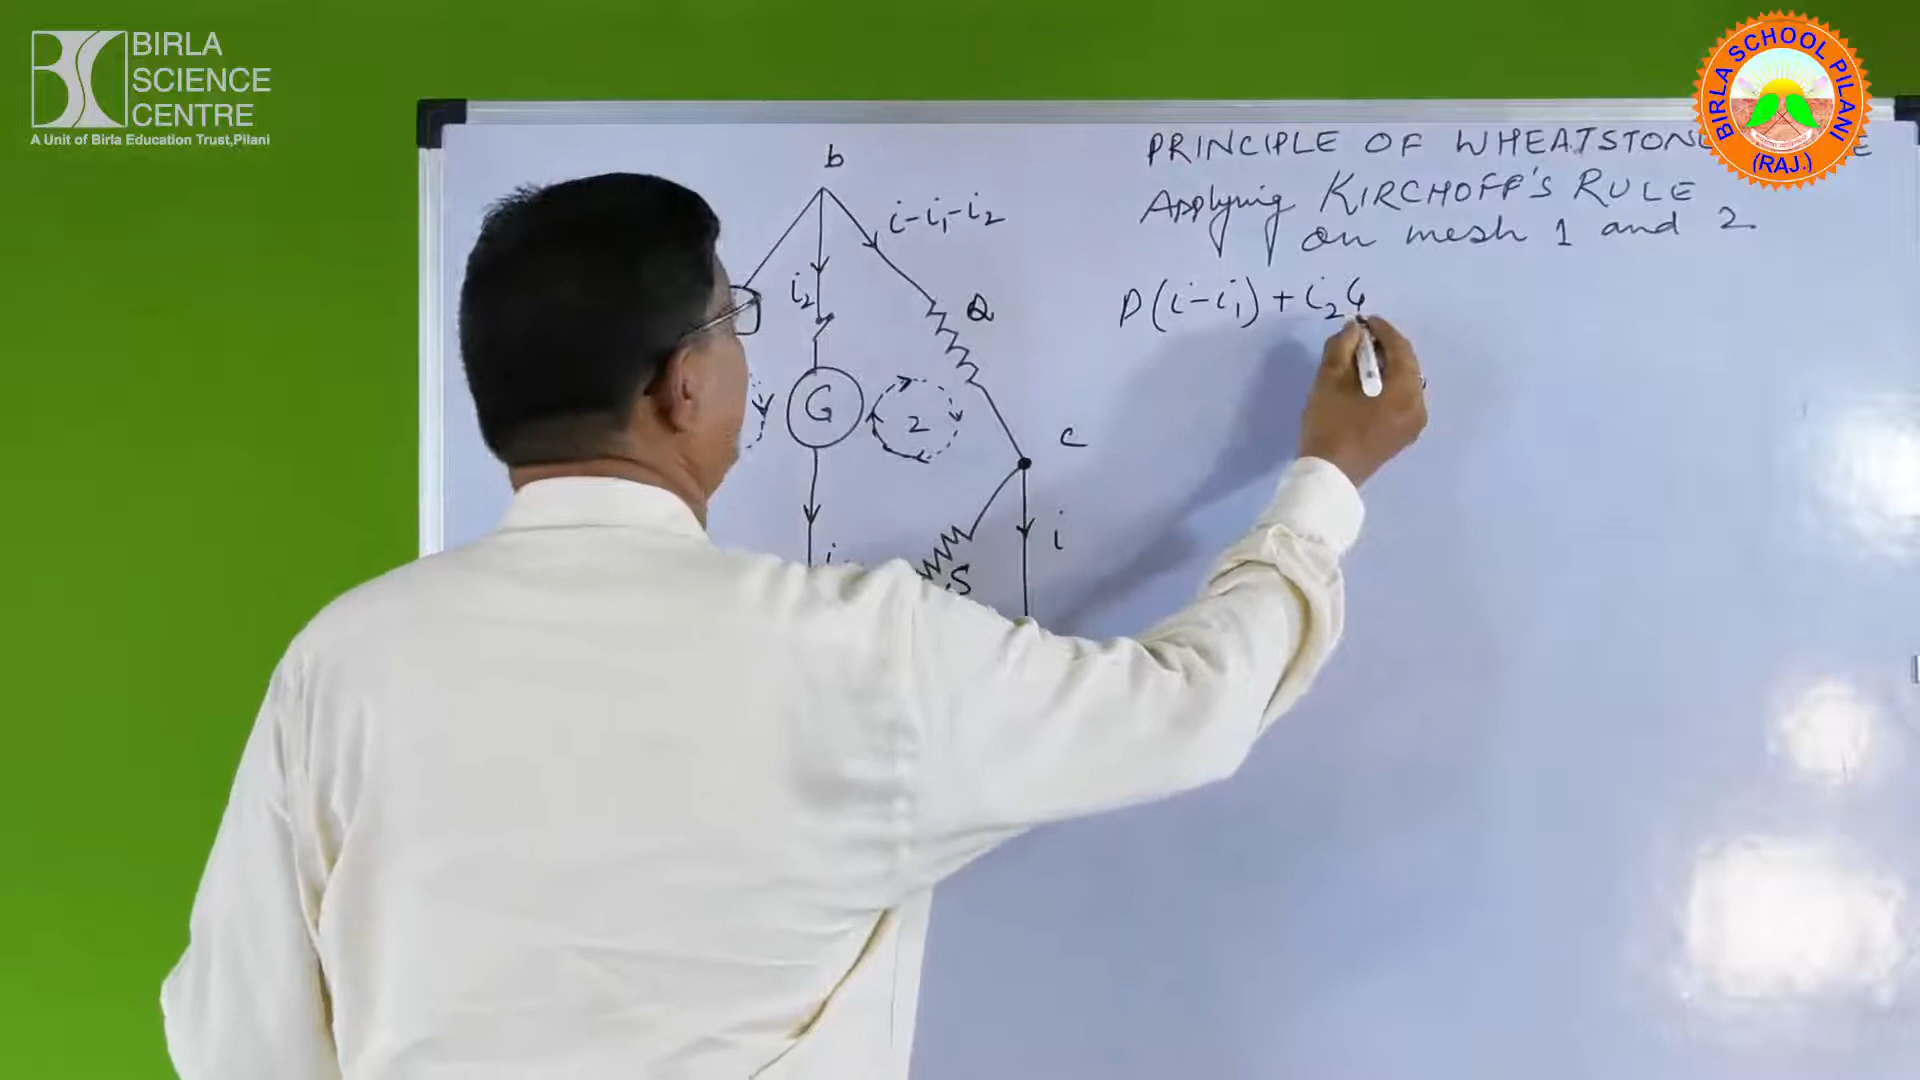 BIRLA
SCIENCE
CENTRE
A Unit of Birla Education Trust,Pilani
BIRLA SCHOOL PILANI
(RAJ.)
PRINCIPLE OF WHEATSTON
Applying KIRCHOFF'S RULE
on mesh 1 and 2
P(i-i₁) + i₂G
b
i-i₁-i₂
i₂
Q
G
2
c
i
S